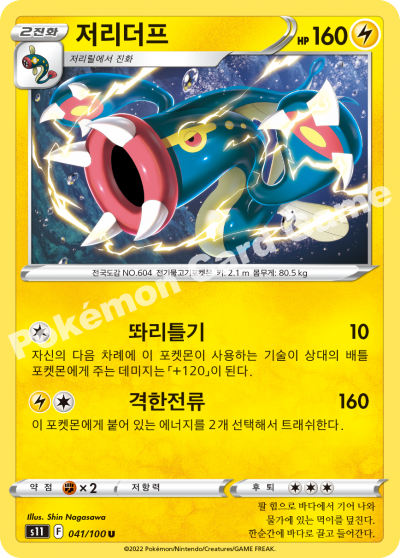 2진화
저리더프
HP 160
저리릴에서 진화
전국도감 NO.604 전기물고기포켓몬 키: 2.1 m 몸무게: 80.5 kg
Pokémon Card Game
똬리틀기 10
자신의 다음 차례에 이 포켓몬이 사용하는 기술이 상대의 배틀
포켓몬에게 주는 데미지는 「+120」이 된다.
격한전류 160
이 포켓몬에게 붙어 있는 에너지를 2개 선택해서 트래쉬한다.
약점 ×2 저항력 후퇴
Illus. Shin Nagasawa
s11 F 041/100 U
팔 힘으로 바다에서 기어 나와
물가에 있는 먹이를 덮친다.
한순간에 바다로 끌고 들어간다.
©2022 Pokémon/Nintendo/Creatures/GAME FREAK.